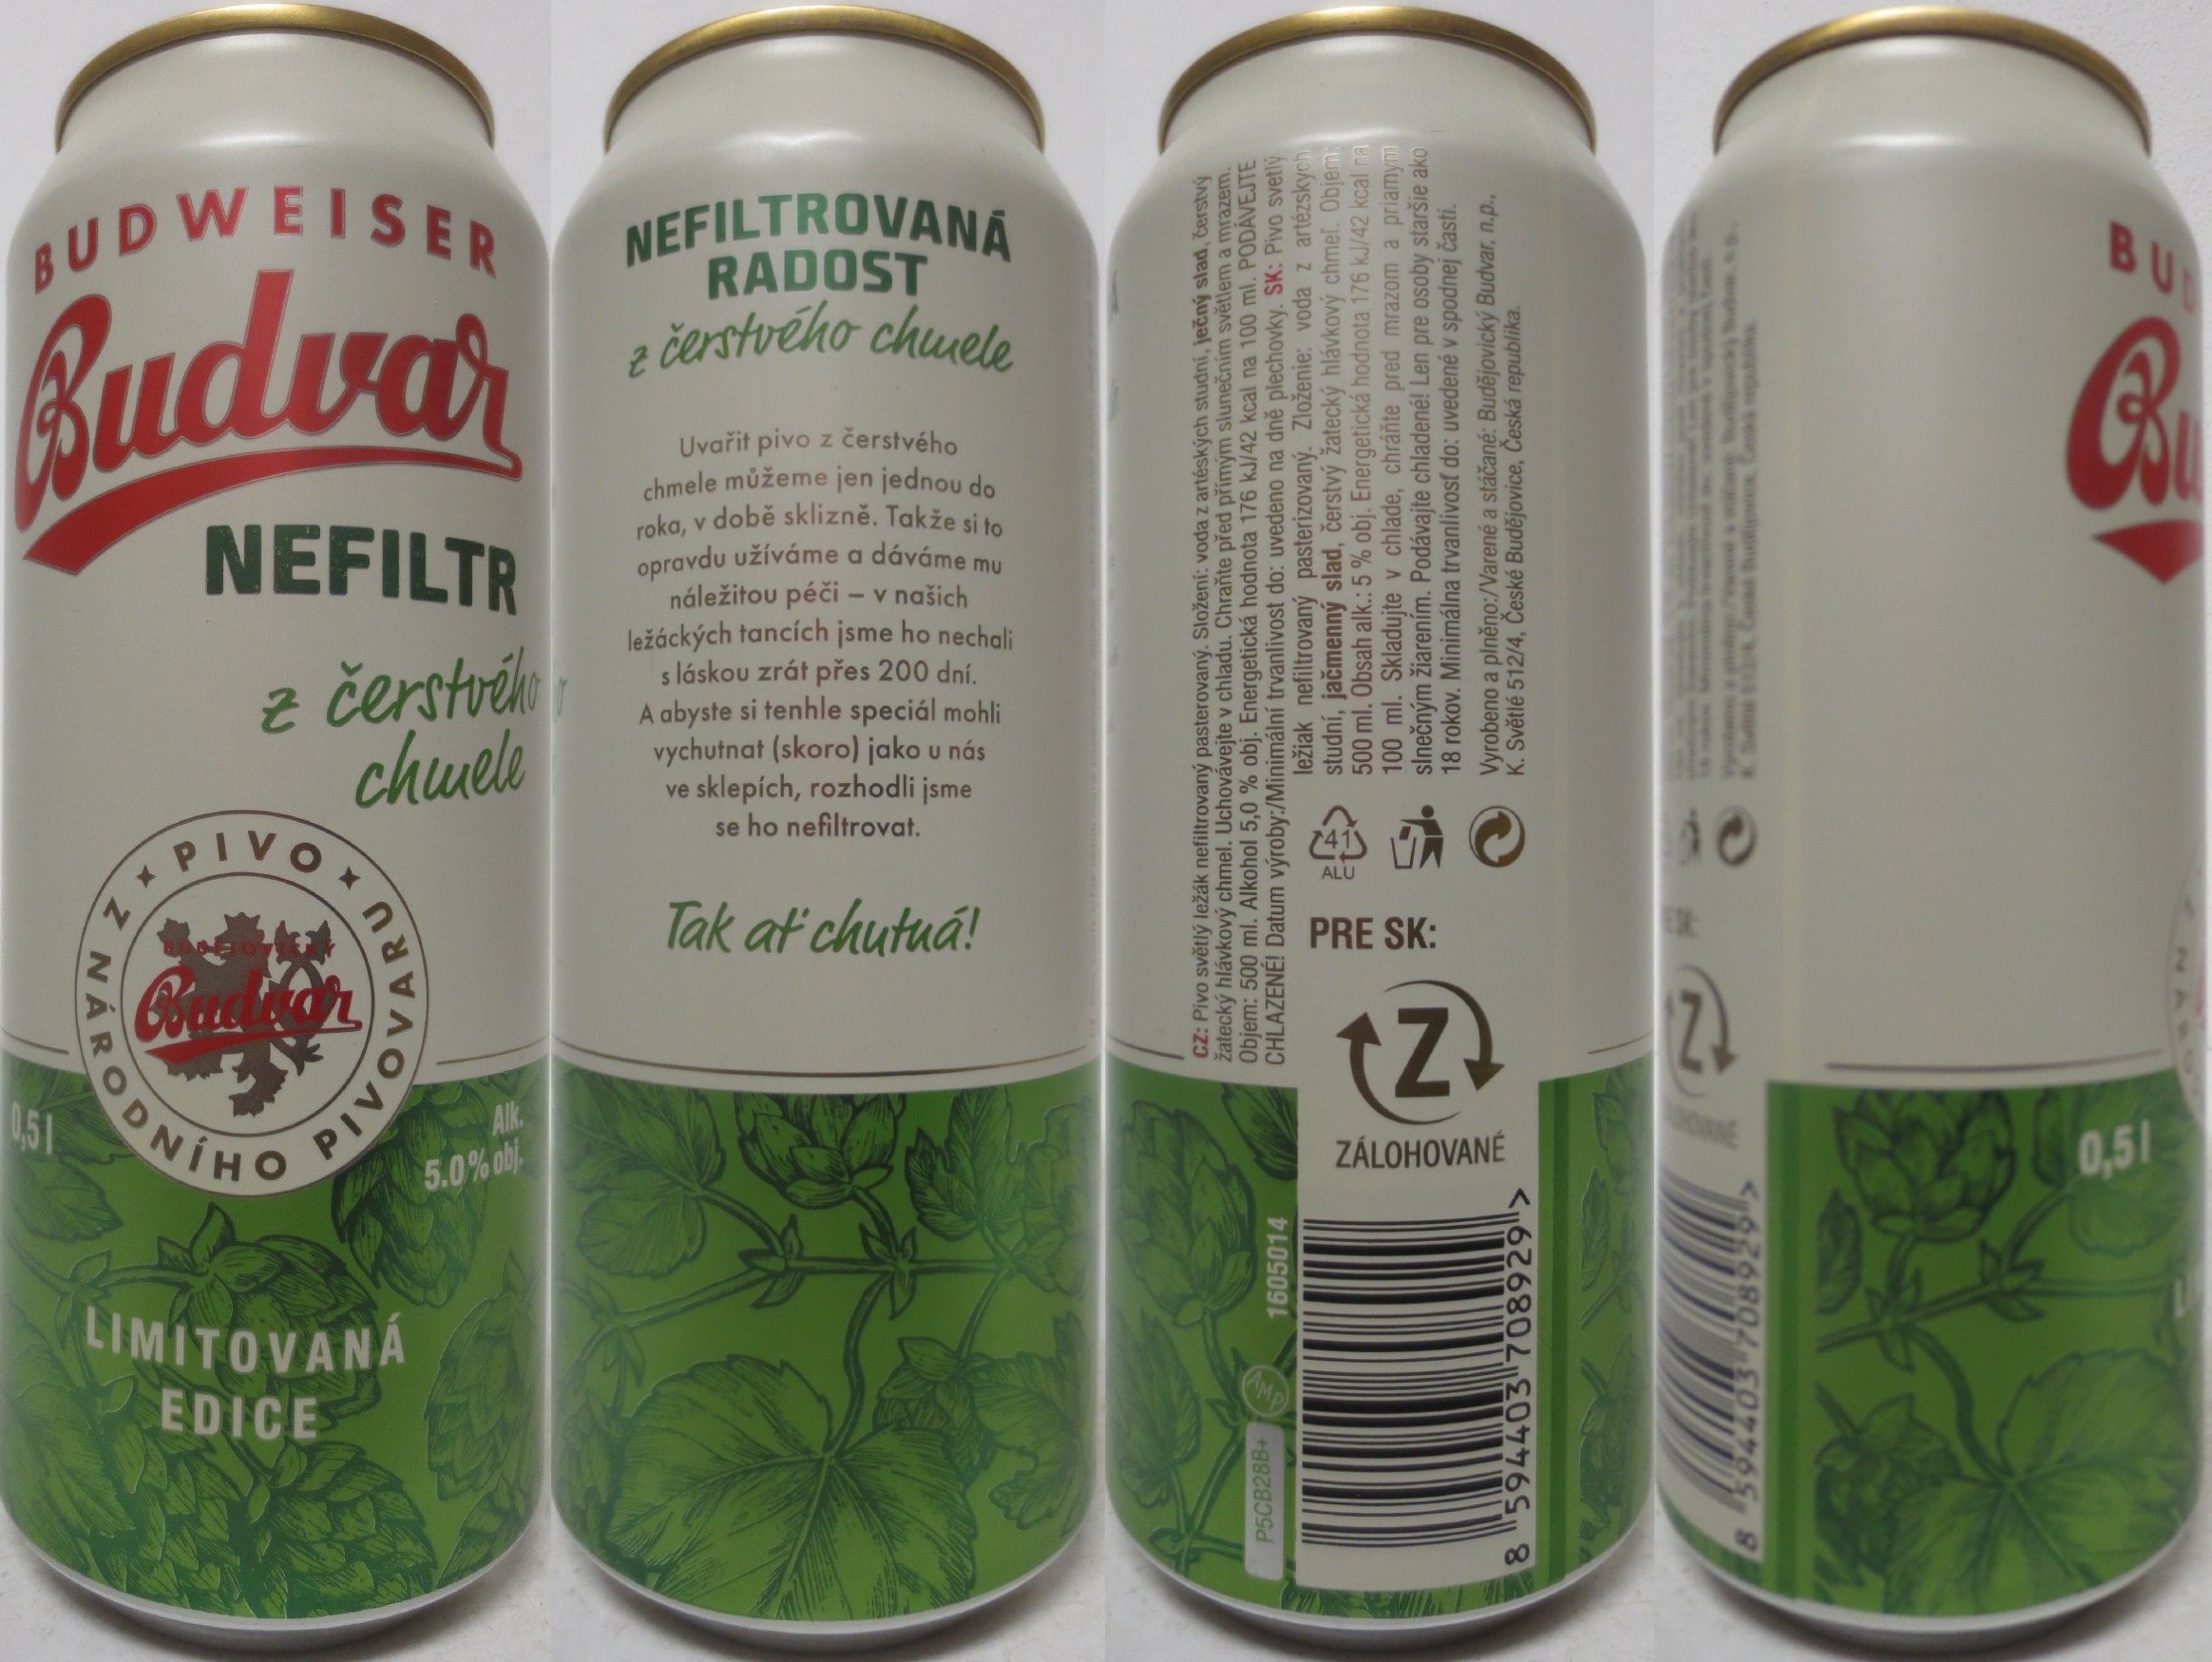 BUDWEISER
Budvar
NEFILTR
z čerstvého
chmele
PIVO
Z NÁRODNÍHO PIVOVARU
BUDĚJOVICKÝ
Budvar
0,5 l
Alk.
5.0 % obj.
LIMITOVANÁ
EDICE
NEFILTROVANÁ
RADOST
z čerstvého chmele
Uvařit pivo z čerstvého
chmele můžeme jen jednou do
roka, v době sklizně. Takže si to
opravdu užíváme a dáváme mu
náležitou péči – v našich
ležáckých tancích jsme ho nechali
s láskou zrát přes 200 dní.
A abyste si tenhle speciál mohli
vychutnat (skoro) jako u nás
ve sklepích, rozhodli jsme
se ho nefiltrovat.
Tak ať chutná!
CZ: Pivo světlý ležák nefiltrovaný pasterovaný. Složení: voda z artéských studní, ječný slad, čerstvý
žatecký hlávkový chmel. Uchovávejte v chladu. Chraňte před přímým slunečním světlem a mrazem.
Objem: 500 ml. Alkohol 5,0 % obj. Energetická hodnota 176 kJ/42 kcal na 100 ml. PODÁVEJTE
CHLAZENÉ! Datum výroby:/Minimální trvanlivost do: uvedeno na dně plechovky. SK: Pivo svetlý
ležiak nefiltrovaný pasterizovaný. Zloženie: voda z artézskych
studní, jačmenný slad, čerstvý žatecký hlávkový chmeľ. Objem:
500 ml. Obsah alk.: 5 % obj. Energetická hodnota 176 kJ/42 kcal na
100 ml. Skladujte v chlade, chráňte pred mrazom a priamym
slnečným žiarením. Podávajte chladené! Len pre osoby staršie ako
18 rokov. Minimálna trvanlivosť do: uvedené v spodnej časti.
Vyrobeno a plněno:/Varené a stáčané: Budějovický Budvar, n.p.,
K. Světlé 512/4, České Budějovice, Česká republika.
41
ALU
PRE SK:
Z
ZÁLOHOVANÉ
1605014
AMP
P5CB28B+
8 594403 708929 >
BUD
Bu
Z
0,5 l
8 594403 708929 >